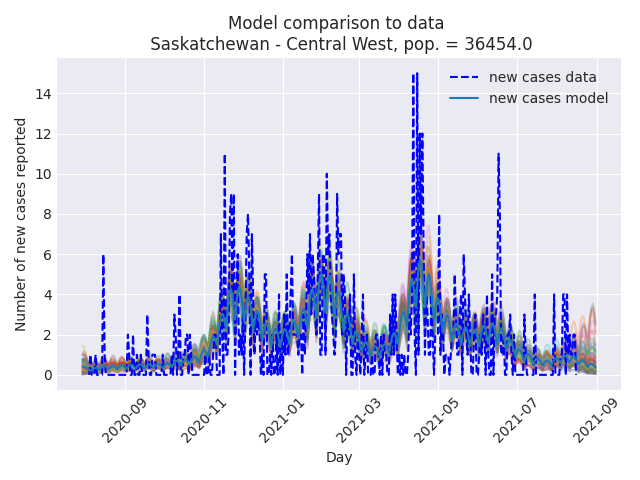 Model comparison to data
Saskatchewan - Central West, pop. = 36454.0
new cases data
new cases model
Number of new cases reported
14
12
10
8
6
4
2
0
2020-09
2020-11
2021-01
2021-03
2021-05
2021-07
2021-09
Day